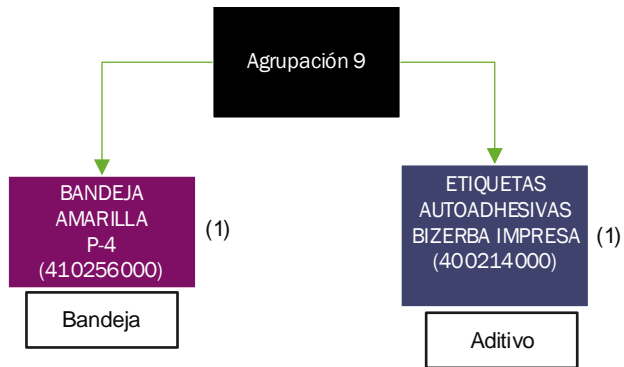 Agrupación 9
BANDEJA
AMARILLA
P-4
(410256000)
(1)
Bandeja
ETIQUETAS
AUTOADHESIVAS
BIZERBA IMPRESA
(400214000)
(1)
Aditivo